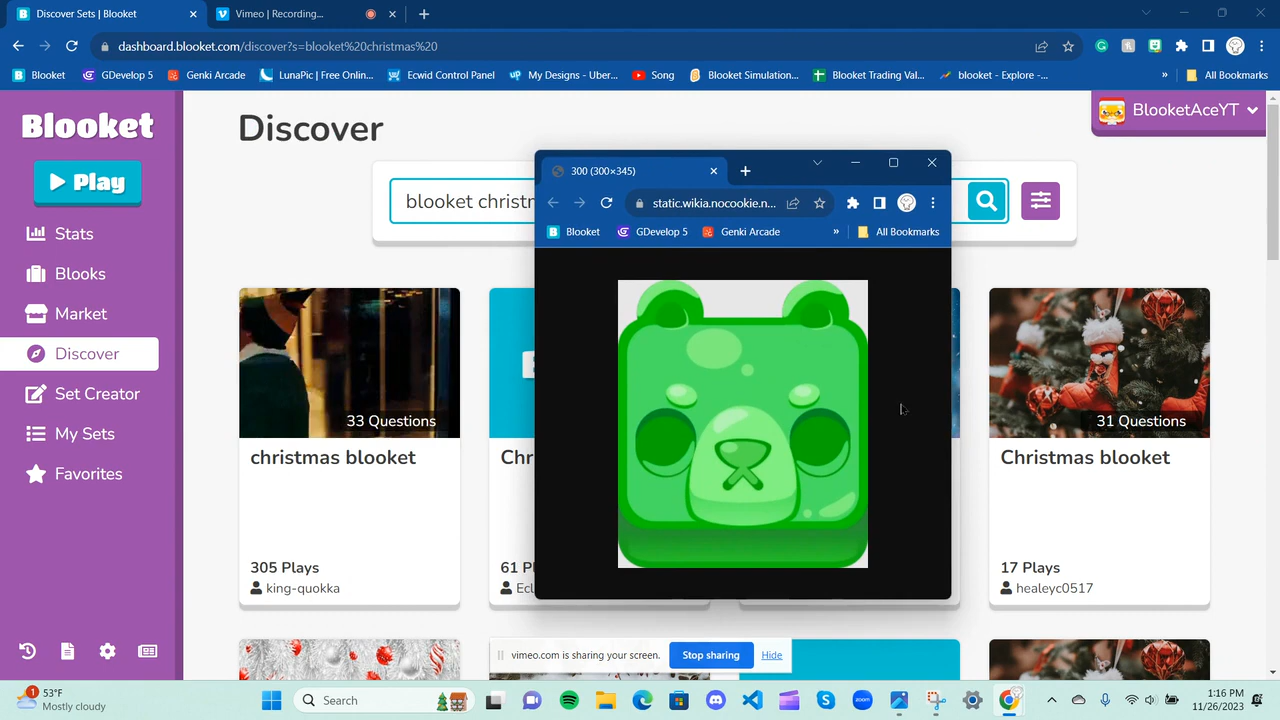 Discover Sets | Blooket
Vimeo | Recording...
dashboard.blooket.com/discover?s=blooket%20christmas%20
Blooket
GDevelop 5
Genki Arcade
LunaPic | Free Onlin...
Ecwid Control Panel
My Designs - Uber...
Song
Blooket Simulation...
Blooket Trading Val...
blooket - Explore -...
»
All Bookmarks
Blooket
Play
Stats
Blooks
Market
Discover
Set Creator
My Sets
Favorites
Discover
BlooketAceYT
blooket christ
300 (300×345)
static.wikia.nocookie.n...
Blooket
GDevelop 5
Genki Arcade
»
All Bookmarks
33 Questions
christmas blooket
305 Plays
king-quokka
Chr
61 Pl
Ecl
31 Questions
Christmas blooket
17 Plays
healeyc0517
vimeo.com is sharing your screen.
Stop sharing
Hide
1
53°F
Mostly cloudy
Search
zoom
1:16 PM
11/26/2023